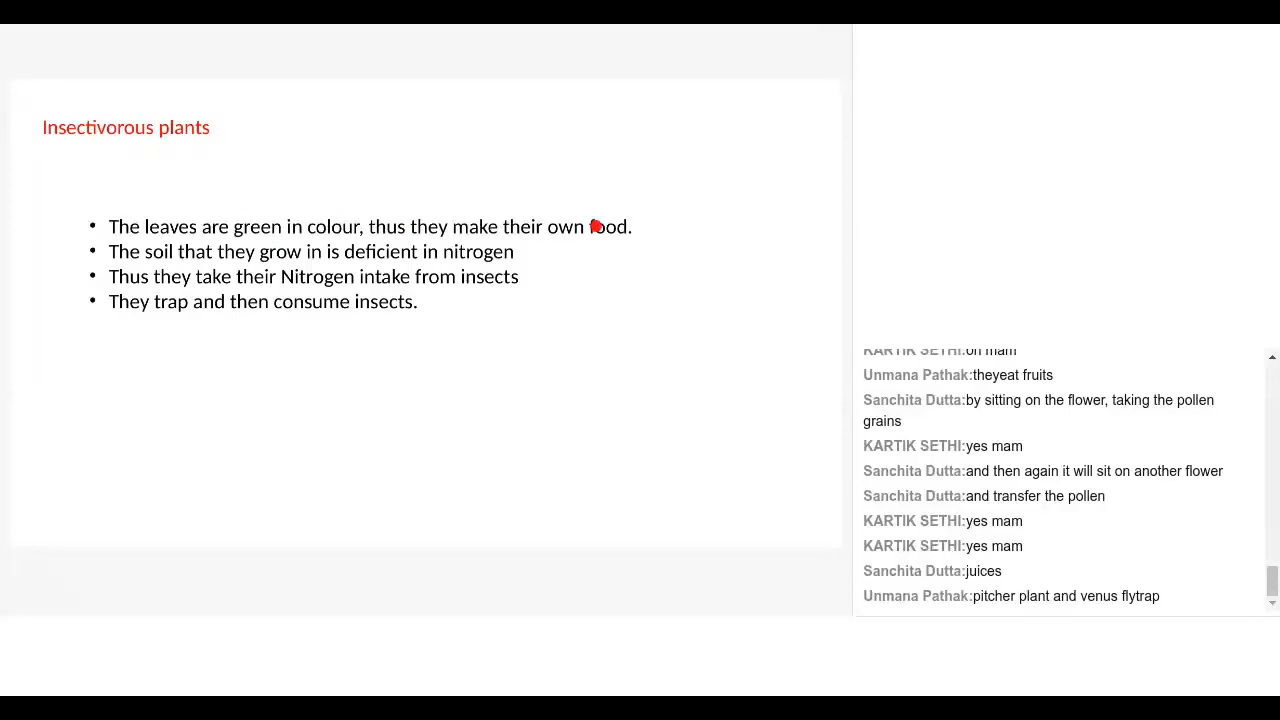 Insectivorous plants
• The leaves are green in colour, thus they make their own food.
• The soil that they grow in is deficient in nitrogen
• Thus they take their Nitrogen intake from insects
• They trap and then consume insects.
KARTIK SETHI:oh mam
Unmana Pathak:theyeat fruits
Sanchita Dutta:by sitting on the flower, taking the pollen
grains
KARTIK SETHI:yes mam
Sanchita Dutta:and then again it will sit on another flower
Sanchita Dutta:and transfer the pollen
KARTIK SETHI:yes mam
KARTIK SETHI:yes mam
Sanchita Dutta:juices
Unmana Pathak:pitcher plant and venus flytrap